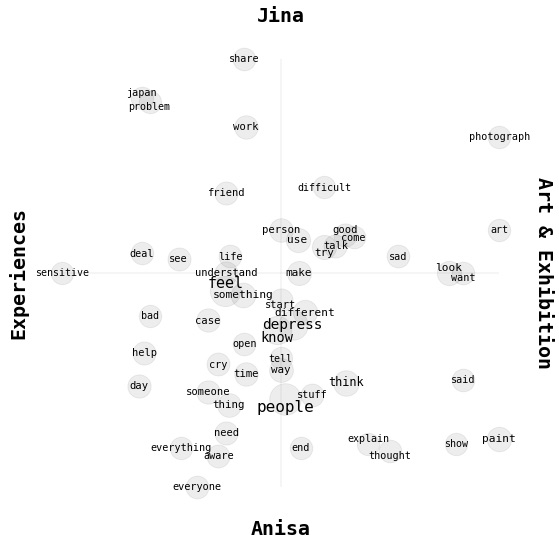 Jina
share
japan
problem
work
photograph
friend
difficult
person
good
art
use
come
talk
try
deal
life
see
sad
sensitive
understand
make
look
want
feel
something
start
different
bad
case
depress
know
open
help
tell
cry
way
time
think
said
day
someone
stuff
thing
people
need
explain
paint
everything
end
show
aware
thought
everyone
Anisa
Experiences
Art & Exhibition